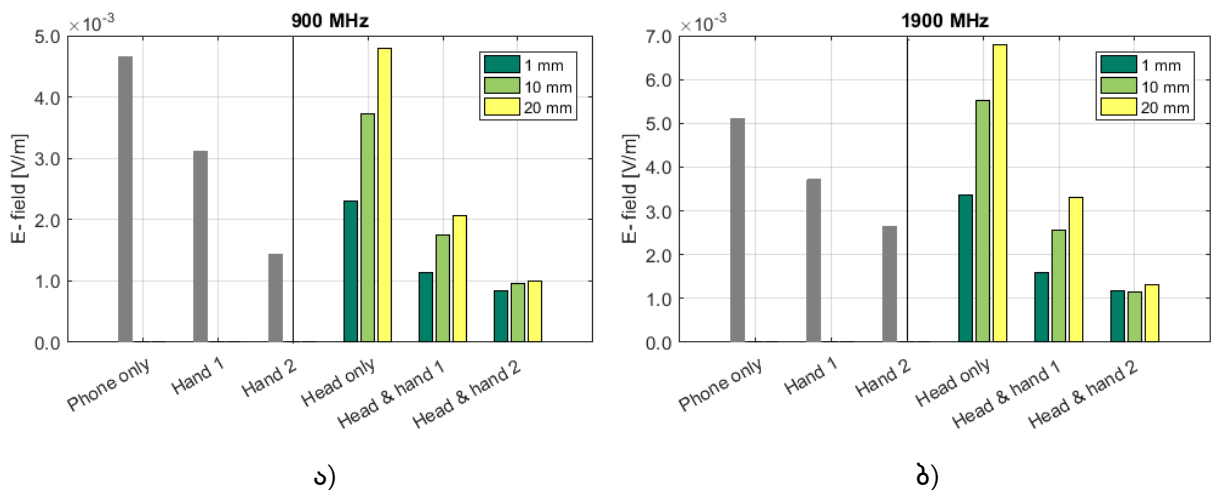 900 MHz
×10⁻³
5.0
4.0
3.0
2.0
1.0
0.0
E- field [V/m]
1 mm
10 mm
20 mm
Phone only
Hand 1
Hand 2
Head only
Head & hand 1
Head & hand 2
ა)
1900 MHz
×10⁻³
7.0
6.0
5.0
4.0
3.0
2.0
1.0
0.0
E- field [V/m]
1 mm
10 mm
20 mm
Phone only
Hand 1
Hand 2
Head only
Head & hand 1
Head & hand 2
ბ)